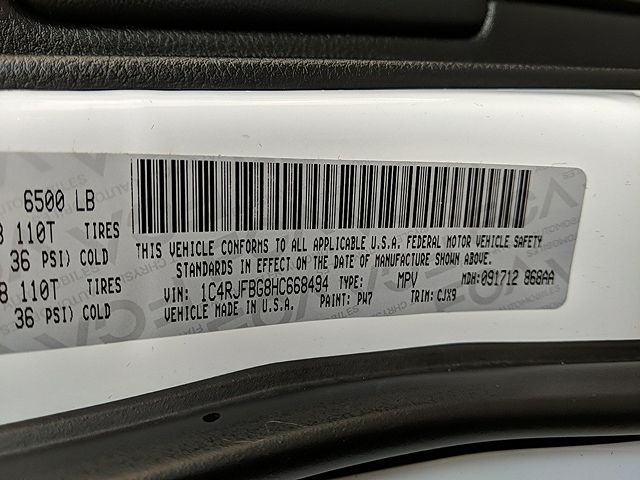 6500 LB
110T TIRES
36 PSI) COLD
110T TIRES
36 PSI) COLD
THIS VEHICLE CONFORMS TO ALL APPLICABLE U.S.A. FEDERAL MOTOR VEHICLE SAFETY
STANDARDS IN EFFECT ON THE DATE OF MANUFACTURE SHOWN ABOVE.
VIN: 1C4RJFBG8HC668494 TYPE: MPV MDH:091712 868AA
VEHICLE MADE IN U.S.A. PAINT: PW7 TRIM: CJX9